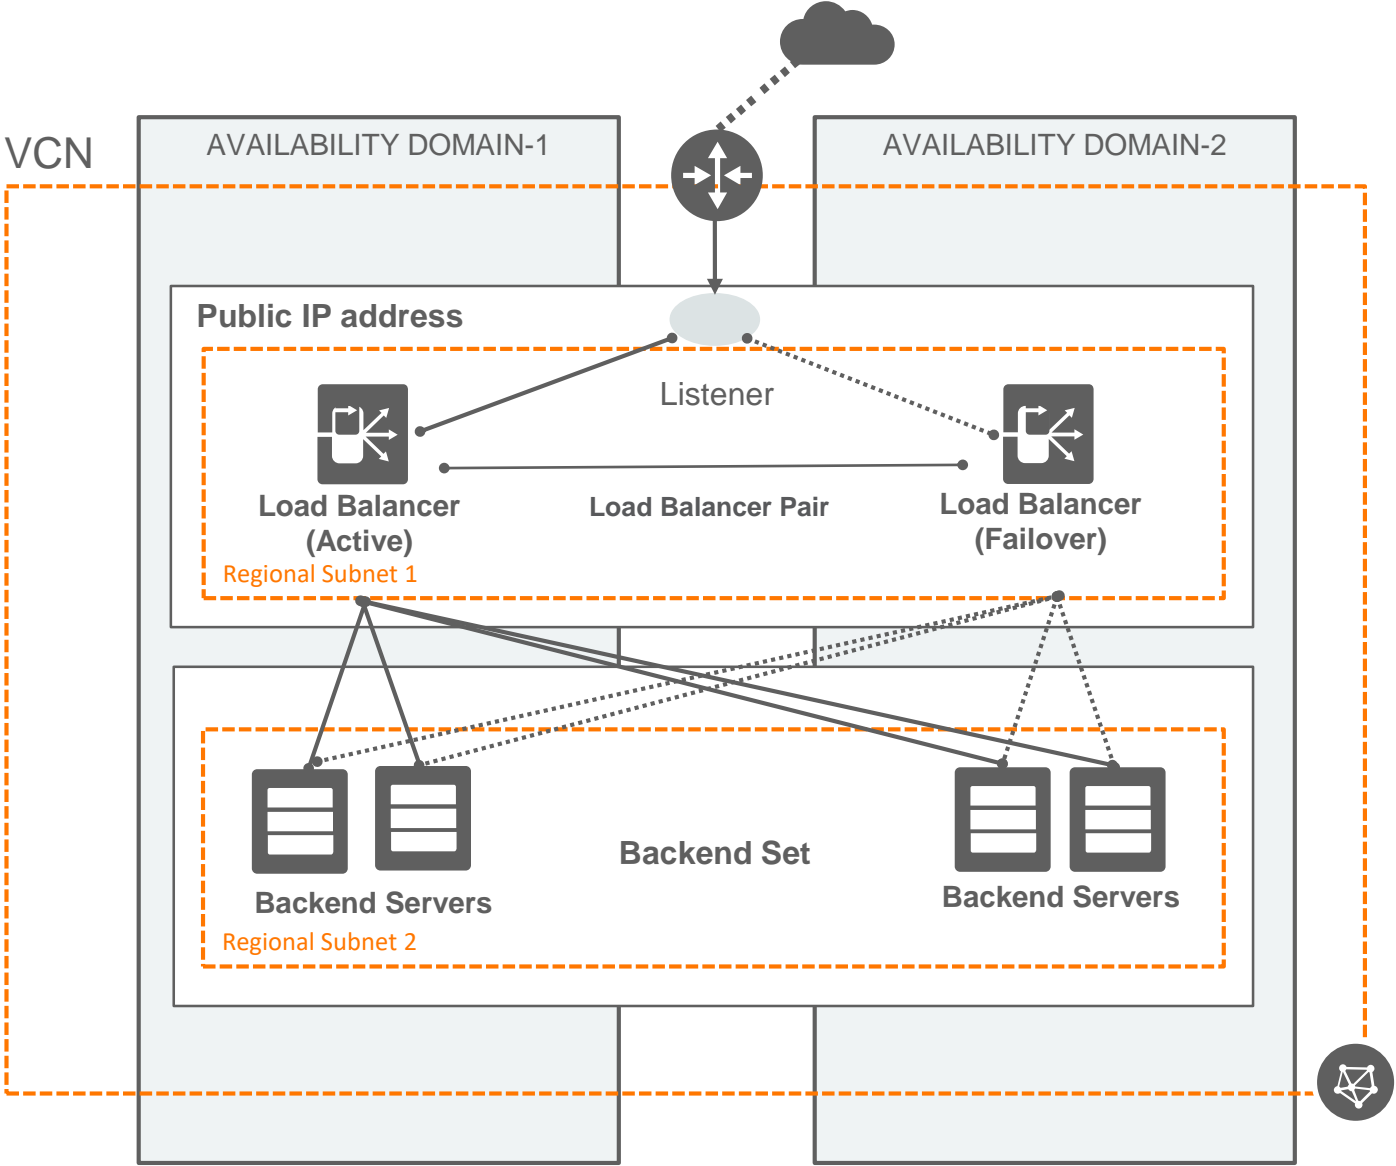 VCN
AVAILABILITY DOMAIN-1
AVAILABILITY DOMAIN-2
Public IP address
Listener
Load Balancer
(Active)
Load Balancer Pair
Load Balancer
(Failover)
Regional Subnet 1
Backend Set
Backend Servers
Backend Servers
Regional Subnet 2